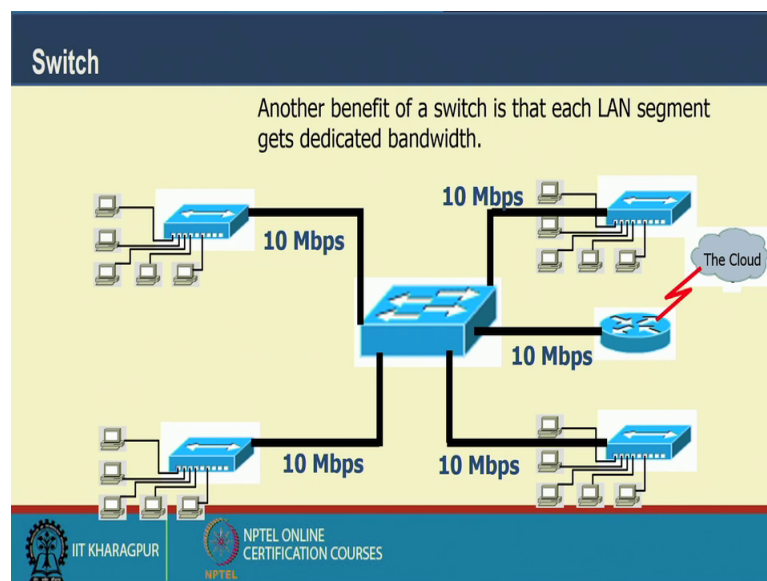 Switch
Another benefit of a switch is that each LAN segment
gets dedicated bandwidth.
10 Mbps
10 Mbps
The Cloud
10 Mbps
10 Mbps
10 Mbps
IIT KHARAGPUR
NPTEL
NPTEL ONLINE
CERTIFICATION COURSES